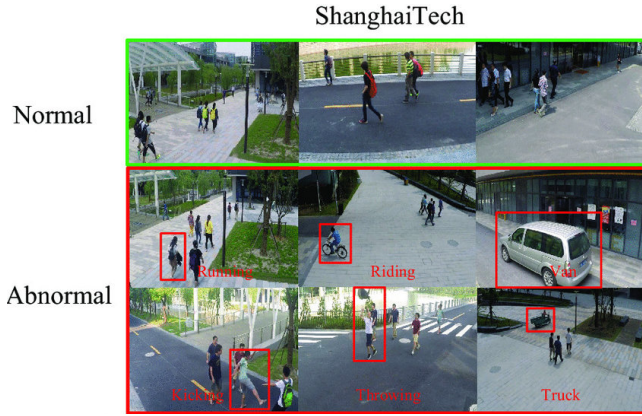 ShanghaiTech
Normal
Abnormal
Running
Riding
Van
Kicking
Throwing
Truck